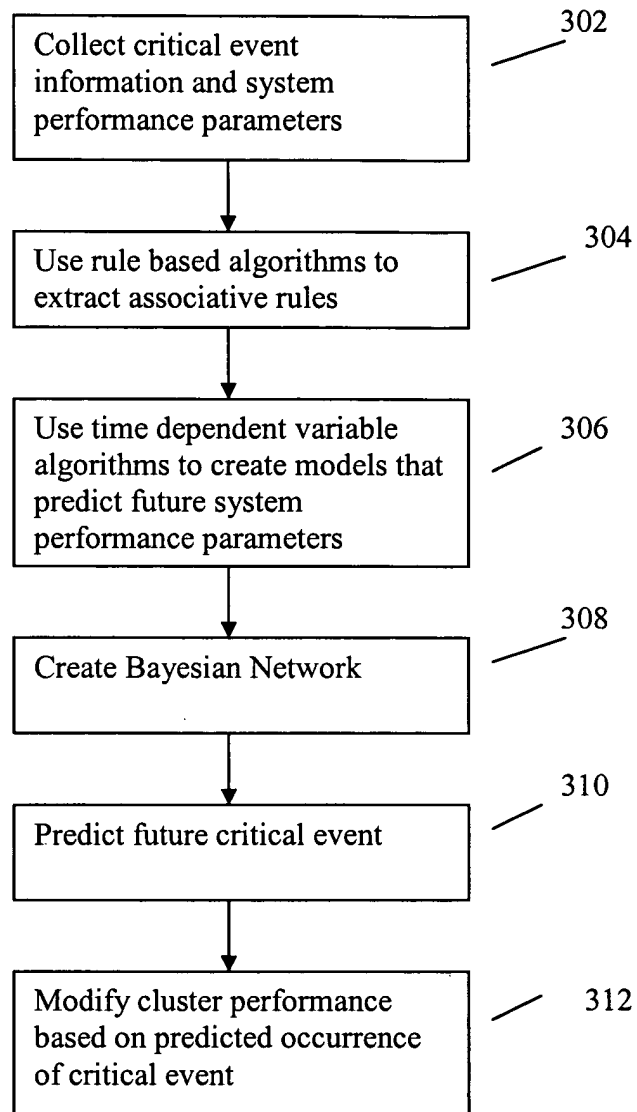 302
Collect critical event
information and system
performance parameters
304
Use rule based algorithms to
extract associative rules
306
Use time dependent variable
algorithms to create models that
predict future system
performance parameters
308
Create Bayesian Network
310
Predict future critical event
312
Modify cluster performance
based on predicted occurrence
of critical event